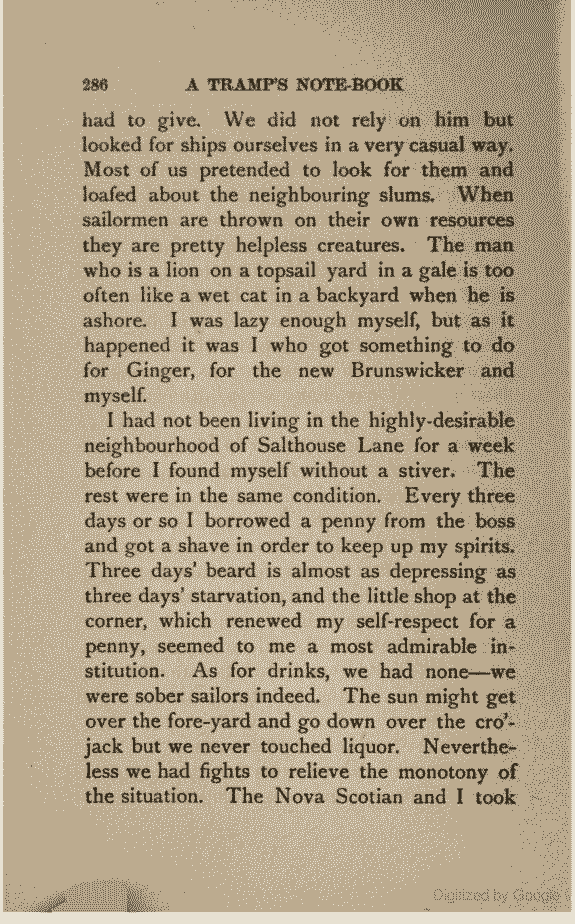 286 A TRAMP'S NOTE-BOOK
had to give. We did not rely on him but
looked for ships ourselves in a very casual way.
Most of us pretended to look for them and
loafed about the neighbouring slums. When
sailormen are thrown on their own resources
they are pretty helpless creatures. The man
who is a lion on a topsail yard in a gale is too
often like a wet cat in a backyard when he is
ashore. I was lazy enough myself, but as it
happened it was I who got something to do
for Ginger, for the new Brunswicker and
myself.
I had not been living in the highly-desirable
neighbourhood of Salthouse Lane for a week
before I found myself without a stiver. The
rest were in the same condition. Every three
days or so I borrowed a penny from the boss
and got a shave in order to keep up my spirits.
Three days' beard is almost as depressing as
three days' starvation, and the little shop at the
corner, which renewed my self-respect for a
penny, seemed to me a most admirable in-
stitution. As for drinks, we had none—we
were sober sailors indeed. The sun might get
over the fore-yard and go down over the cro'-
jack but we never touched liquor. Neverthe-
less we had fights to relieve the monotony of
the situation. The Nova Scotian and I took
Digitized by Google